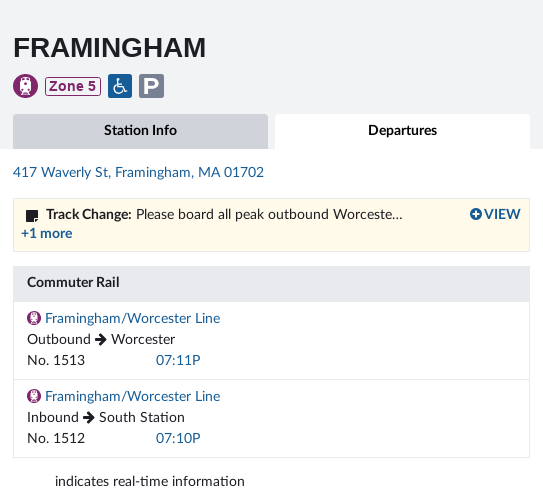 FRAMINGHAM
Zone 5 P
Station Info Departures
417 Waverly St, Framingham, MA 01702
Track Change: Please board all peak outbound Worceste... VIEW
+1 more
Commuter Rail
Framingham/Worcester Line
Outbound → Worcester
No. 1513 07:11P
Framingham/Worcester Line
Inbound → South Station
No. 1512 07:10P
indicates real-time information